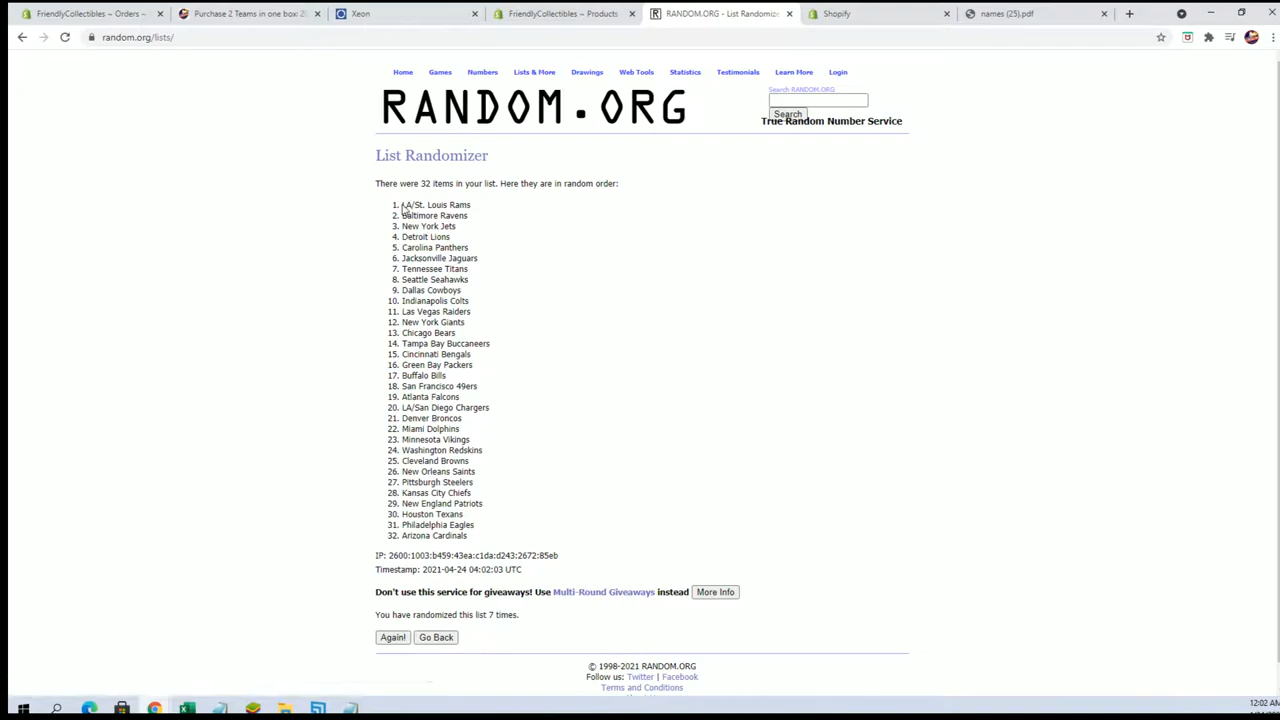 FriendlyCollectibles ~ Orders ~
Purchase 2 Teams in one box: 20
Xeon
FriendlyCollectibles ~ Products
RANDOM.ORG - List Randomizer
Shopify
names (25).pdf
random.org/lists/
Home Games Numbers Lists & More Drawings Web Tools Statistics Testimonials Learn More Login
RANDOM.ORG
Search RANDOM.ORG
Search
True Random Number Service
List Randomizer
There were 32 items in your list. Here they are in random order:
1. LA/St. Louis Rams
2. Baltimore Ravens
3. New York Jets
4. Detroit Lions
5. Carolina Panthers
6. Jacksonville Jaguars
7. Tennessee Titans
8. Seattle Seahawks
9. Dallas Cowboys
10. Indianapolis Colts
11. Las Vegas Raiders
12. New York Giants
13. Chicago Bears
14. Tampa Bay Buccaneers
15. Cincinnati Bengals
16. Green Bay Packers
17. Buffalo Bills
18. San Francisco 49ers
19. Atlanta Falcons
20. LA/San Diego Chargers
21. Denver Broncos
22. Miami Dolphins
23. Minnesota Vikings
24. Washington Redskins
25. Cleveland Browns
26. New Orleans Saints
27. Pittsburgh Steelers
28. Kansas City Chiefs
29. New England Patriots
30. Houston Texans
31. Philadelphia Eagles
32. Arizona Cardinals
IP: 2600:1003:b459:43ea:c1da:d243:2672:85eb
Timestamp: 2021-04-24 04:02:03 UTC
Don't use this service for giveaways! Use Multi-Round Giveaways instead More Info
You have randomized this list 7 times.
Again! Go Back
© 1998-2021 RANDOM.ORG
Follow us: Twitter | Facebook
Terms and Conditions
12:02 AM